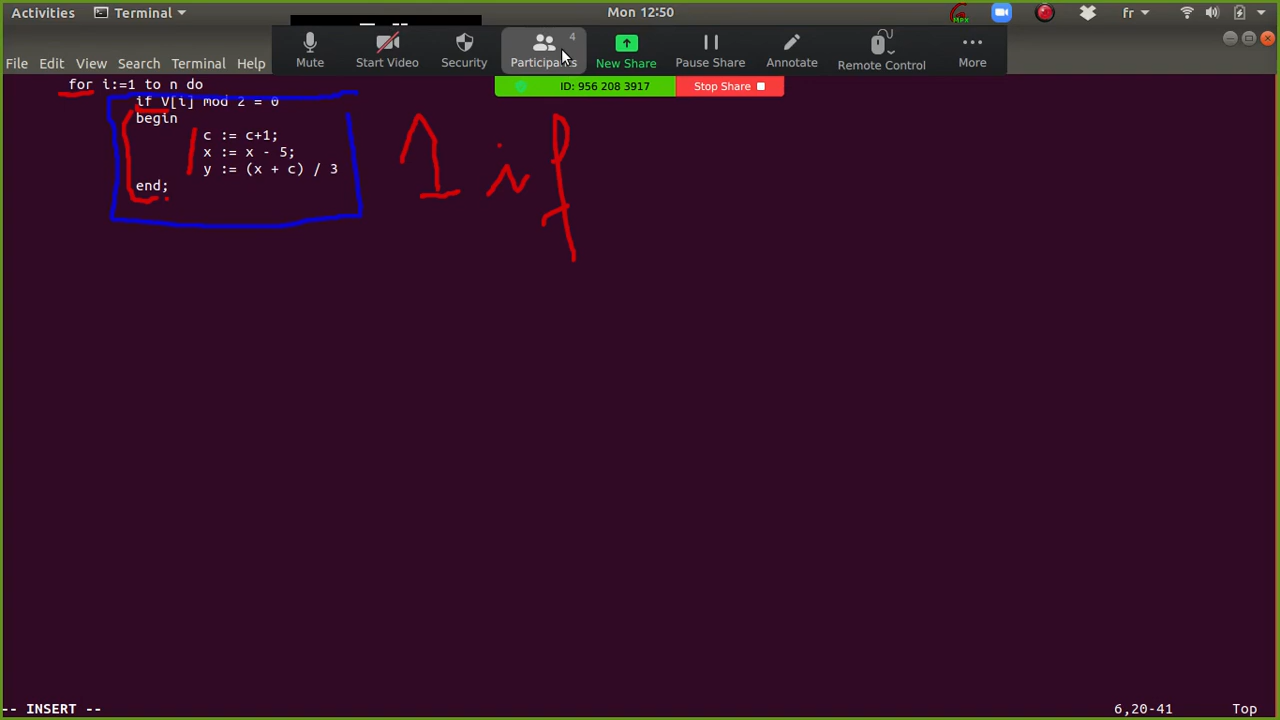 Activities Terminal Mon 12:50 fr
File Edit View Search Terminal Help
Mute Start Video Security Participants 4 New Share Pause Share Annotate Remote Control More
ID: 956 208 3917 Stop Share
for i:=1 to n do
if V[i] mod 2 = 0
begin
c := c+1;
x := x - 5;
y := (x + c) / 3
end;
1 if
-- INSERT -- 6,20-41 Top